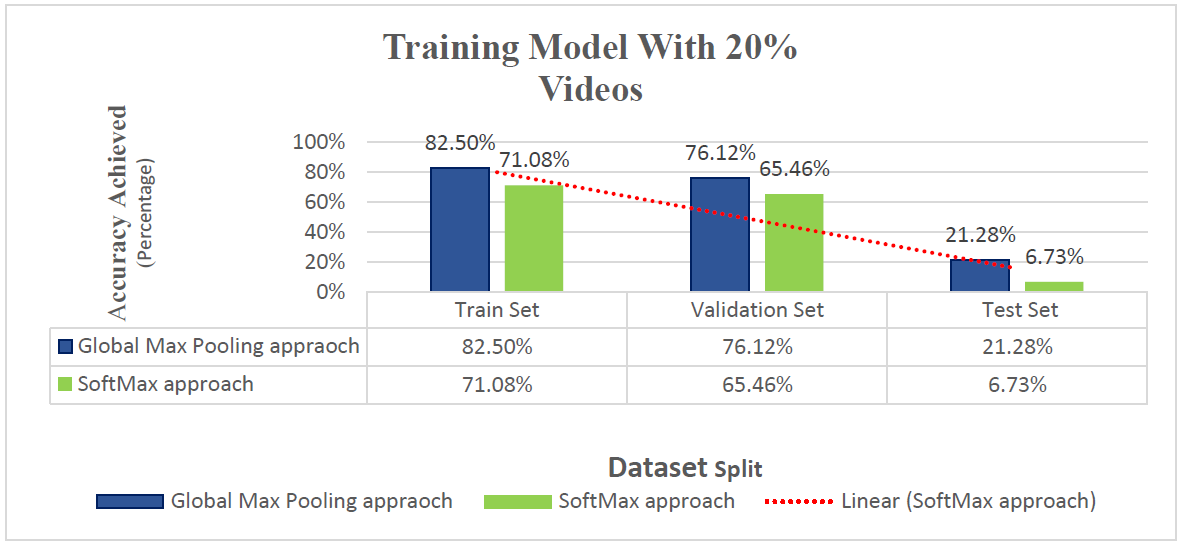 Training Model With 20%
Videos
Accuracy Achieved
(Percentage)
100%
80%
60%
40%
20%
0%
82.50%
71.08%
76.12%
65.46%
21.28%
6.73%
Train Set Validation Set Test Set
Global Max Pooling appraoch 82.50% 76.12% 21.28%
SoftMax approach 71.08% 65.46% 6.73%
Dataset Split
Global Max Pooling appraoch SoftMax approach Linear (SoftMax approach)